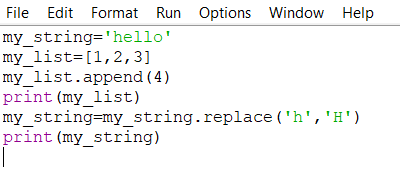 File Edit Format Run Options Window Help
my_string='hello'
my_list=[1,2,3]
my_list.append(4)
print(my_list)
my_string=my_string.replace('h','H')
print(my_string)